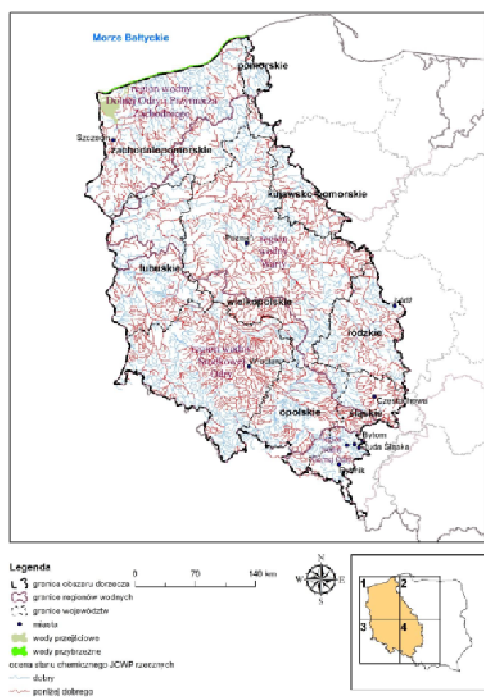 Morze Bałtyckie
pomorskie
region wodny
Dolnej Odry i Przymorza
Zachodniego
Szczecin
zachodniopomorskie
kujawsko-pomorskie
Poznań
region
wodny
Warty
lubuskie
wielkopolskie
Łódź
łódzkie
region wodny
Środkowej
Odry
Wrocław
Częstochowa
opolskie
śląskie
Bytom
Ruda Śląska
Rybnik
Legenda
granica obszaru dorzecza
granice regionów wodnych
granice województw
miasta
wody przejściowe
wody przybrzeżne
ocena stanu chemicznego JCWP rzecznych
dobry
poniżej dobrego
0 70 140 km
N
W E
S
1 2
3 4